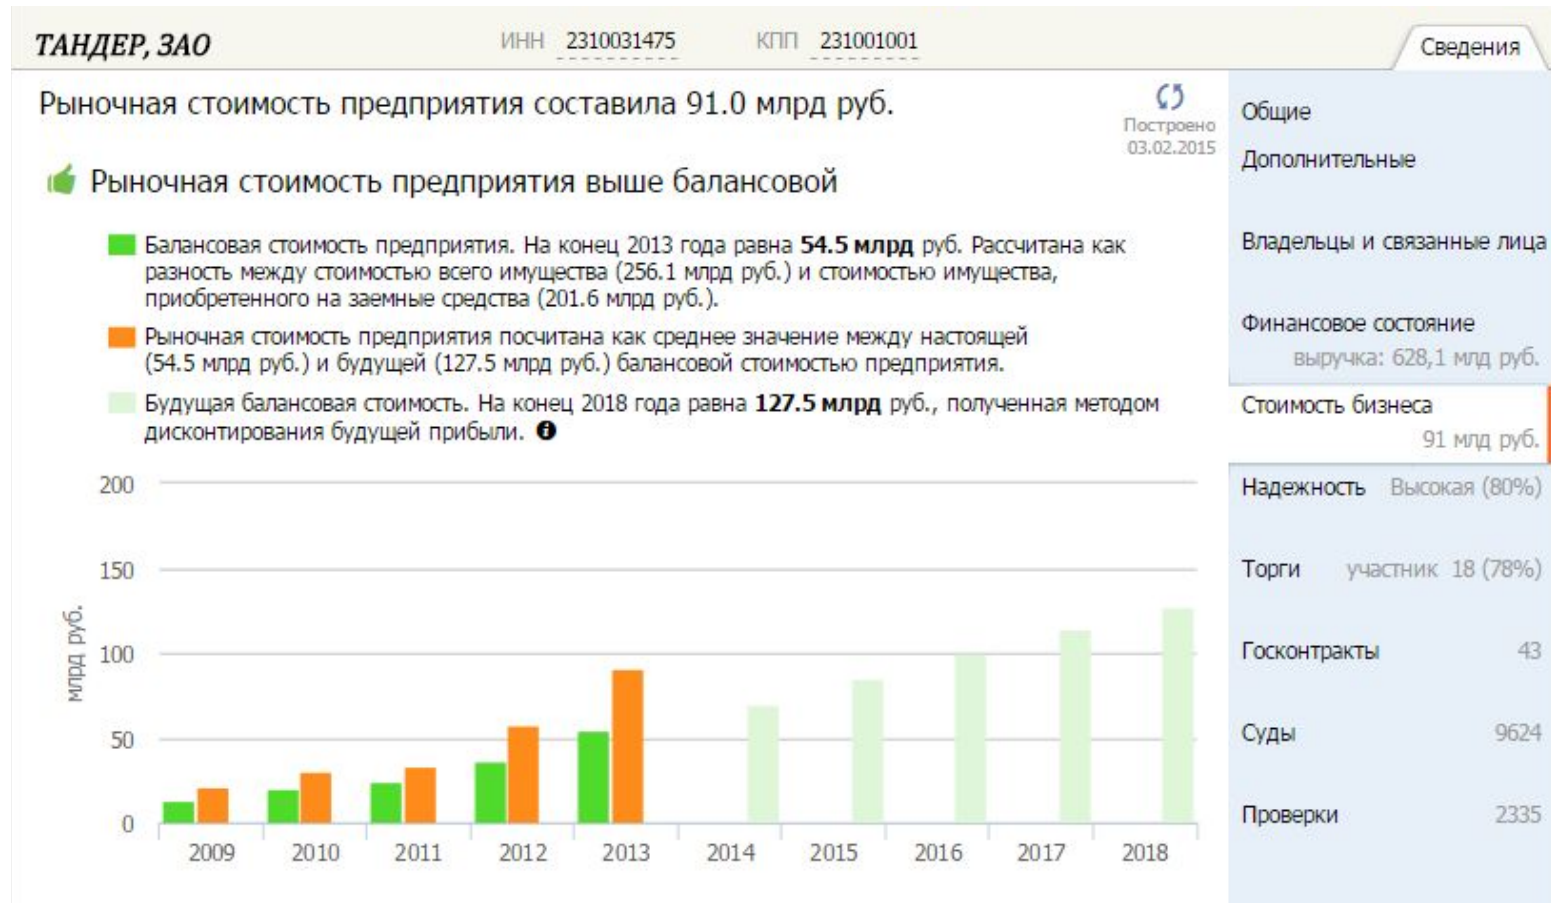 ТАНДЕР, ЗАО
ИНН 2310031475 КПП 231001001
Сведения
Рыночная стоимость предприятия составила 91.0 млрд руб.
Построено
03.02.2015
Рыночная стоимость предприятия выше балансовой
Балансовая стоимость предприятия. На конец 2013 года равна 54.5 млрд руб. Рассчитана как
разность между стоимостью всего имущества (256.1 млрд руб.) и стоимостью имущества,
приобретенного на заемные средства (201.6 млрд руб.).
Рыночная стоимость предприятия посчитана как среднее значение между настоящей
(54.5 млрд руб.) и будущей (127.5 млрд руб.) балансовой стоимостью предприятия.
Будущая балансовая стоимость. На конец 2018 года равна 127.5 млрд руб., полученная методом
дисконтирования будущей прибыли. i
млрд руб.
200
150
100
50
0
2009 2010 2011 2012 2013 2014 2015 2016 2017 2018
Общие
Дополнительные
Владельцы и связанные лица
Финансовое состояние
выручка: 628,1 млд руб.
Стоимость бизнеса
91 млд руб.
Надежность Высокая (80%)
Торги участник 18 (78%)
Госконтракты 43
Суды 9624
Проверки 2335